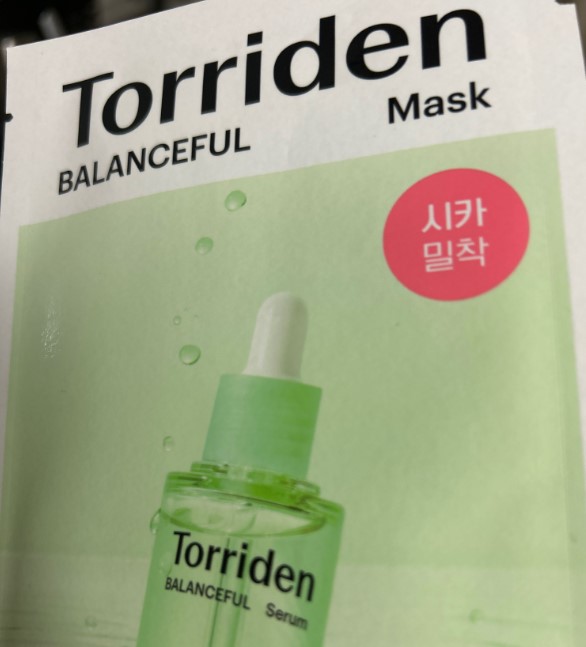 Torriden
BALANCEFUL Mask
시카
밀착
Torriden
BALANCEFUL Serum